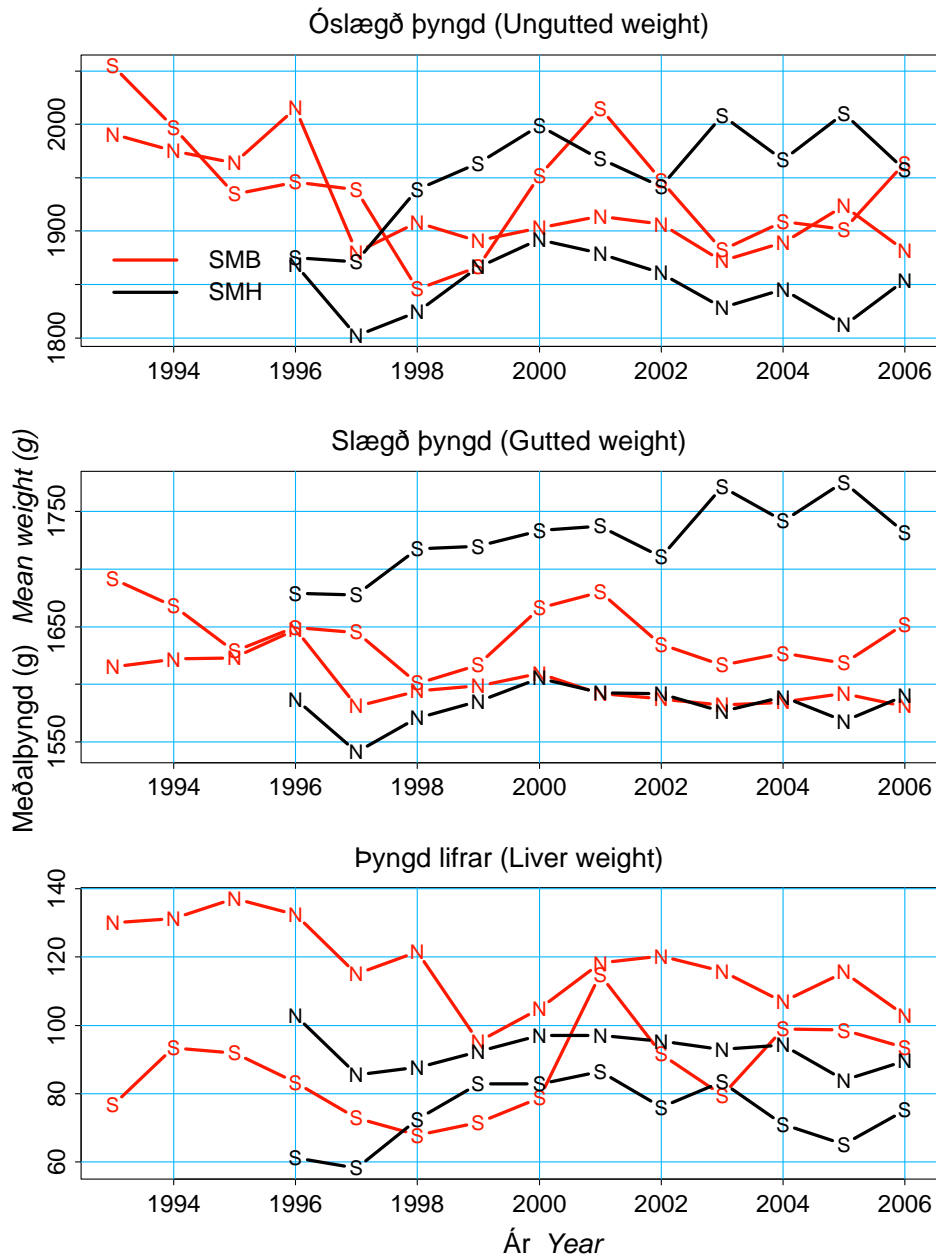 Óslægð þyngd (Ungutted weight)
2000
1900
1800
SMB
SMH
S S S S S S S S S S S S S S
N N N N N N N N N N N N N N
S S S S S S S S S S S
N N N N N N N N N N N
1994 1996 1998 2000 2002 2004 2006
Meðalþyngd (g) Mean weight (g)
Slægð þyngd (Gutted weight)
1750
1650
1550
S S S S S S S S S S S S S S
N N N N N N N N N N N N N N
S S S S S S S S S S S
N N N N N N N N N N N
1994 1996 1998 2000 2002 2004 2006
Þyngd lifrar (Liver weight)
140
120
100
80
60
N N N N N N N N N N N N N N
S S S S S S S S S S S S S S
N N N N N N N N N N N
S S S S S S S S S S S
1994 1996 1998 2000 2002 2004 2006
Ár Year